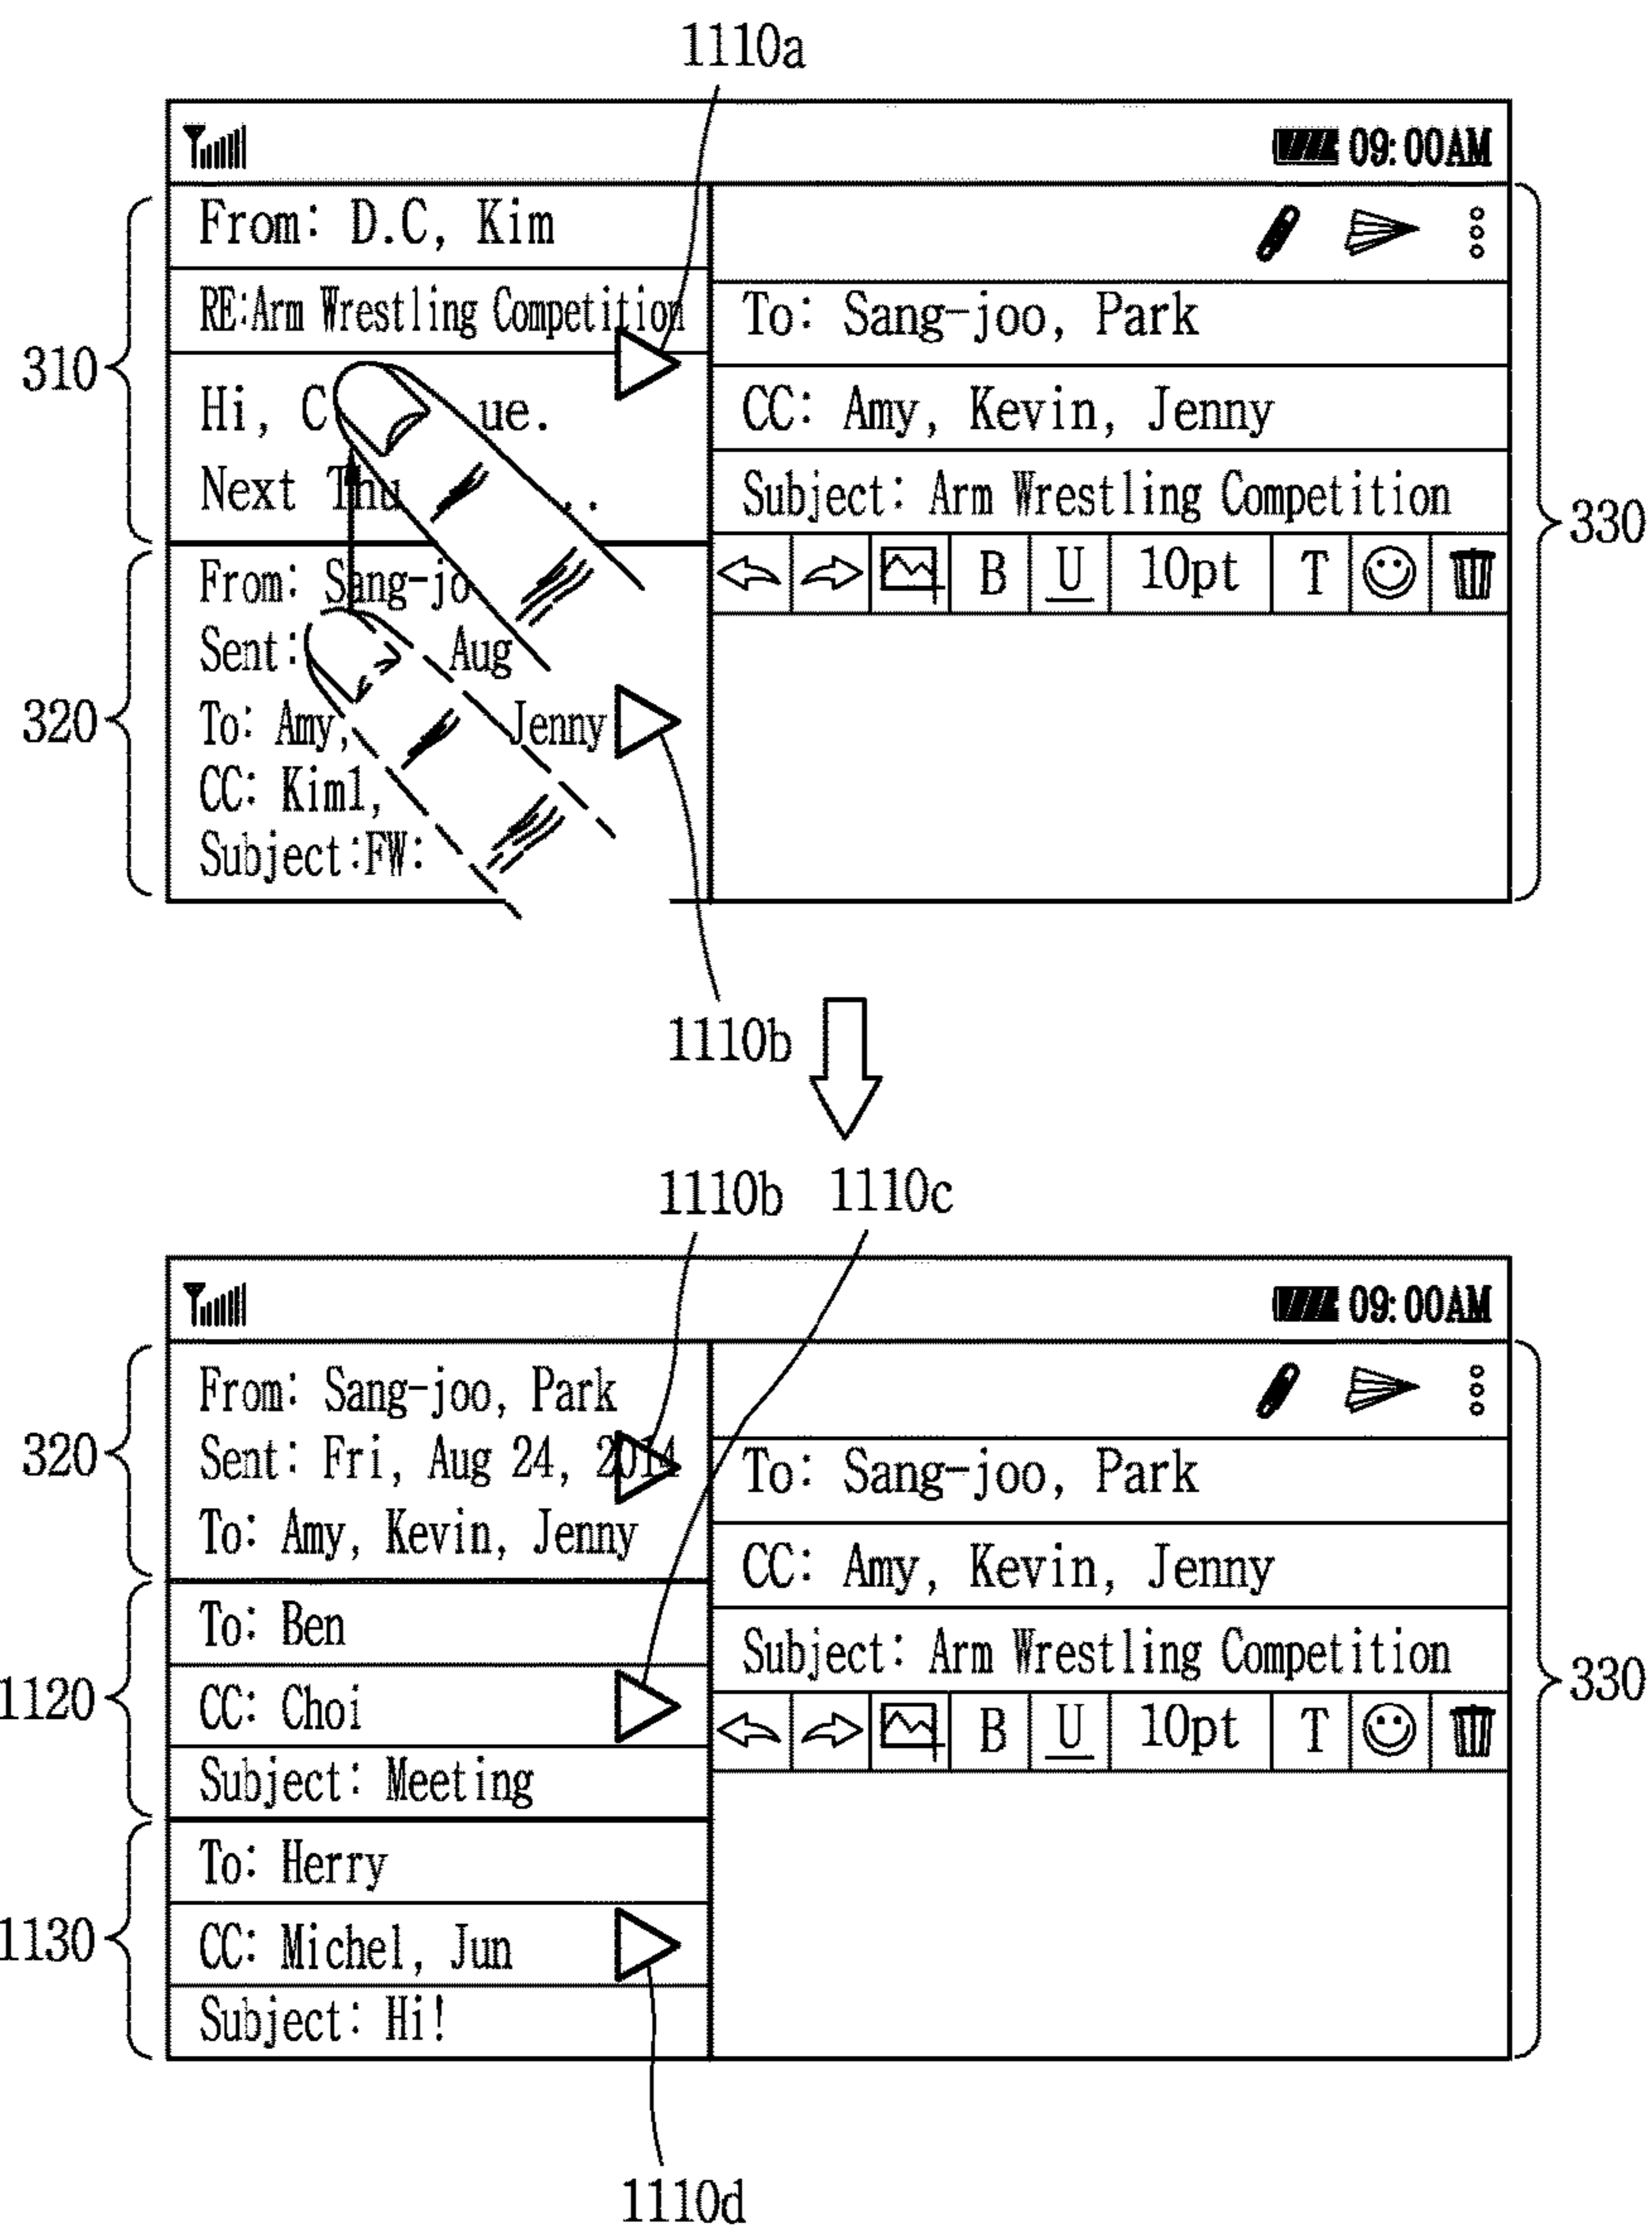 1110a
09:00AM
310
From: D.C, Kim
RE:Arm Wrestling Competition
Hi, C ue.
Next Thu ..
320
From: Sang-jo
Sent: Aug
To: Amy, Jenny
CC: Kim1,
Subject:FW:
To: Sang-joo, Park
CC: Amy, Kevin, Jenny
Subject: Arm Wrestling Competition
B U 10pt T
330
1110b
1110b 1110c
09:00AM
320
From: Sang-joo, Park
Sent: Fri, Aug 24, 2014
To: Amy, Kevin, Jenny
1120
To: Ben
CC: Choi
Subject: Meeting
1130
To: Herry
CC: Michel, Jun
Subject: Hi!
To: Sang-joo, Park
CC: Amy, Kevin, Jenny
Subject: Arm Wrestling Competition
B U 10pt T
330
1110d